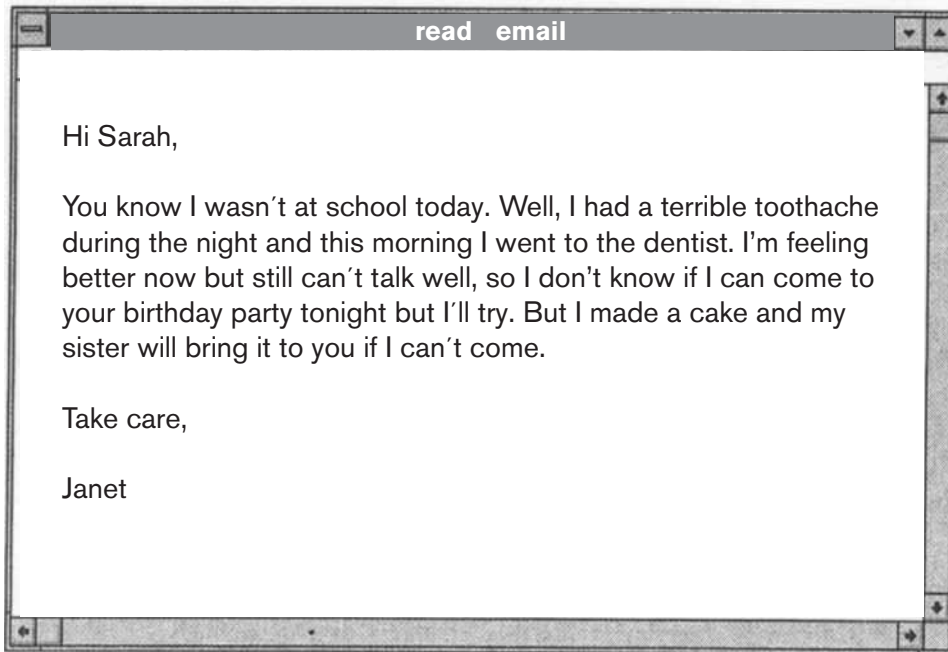 read email
Hi Sarah,
You know I wasn´t at school today. Well, I had a terrible toothache
during the night and this morning I went to the dentist. I’m feeling
better now but still can´t talk well, so I don’t know if I can come to
your birthday party tonight but I´ll try. But I made a cake and my
sister will bring it to you if I can´t come.
Take care,
Janet